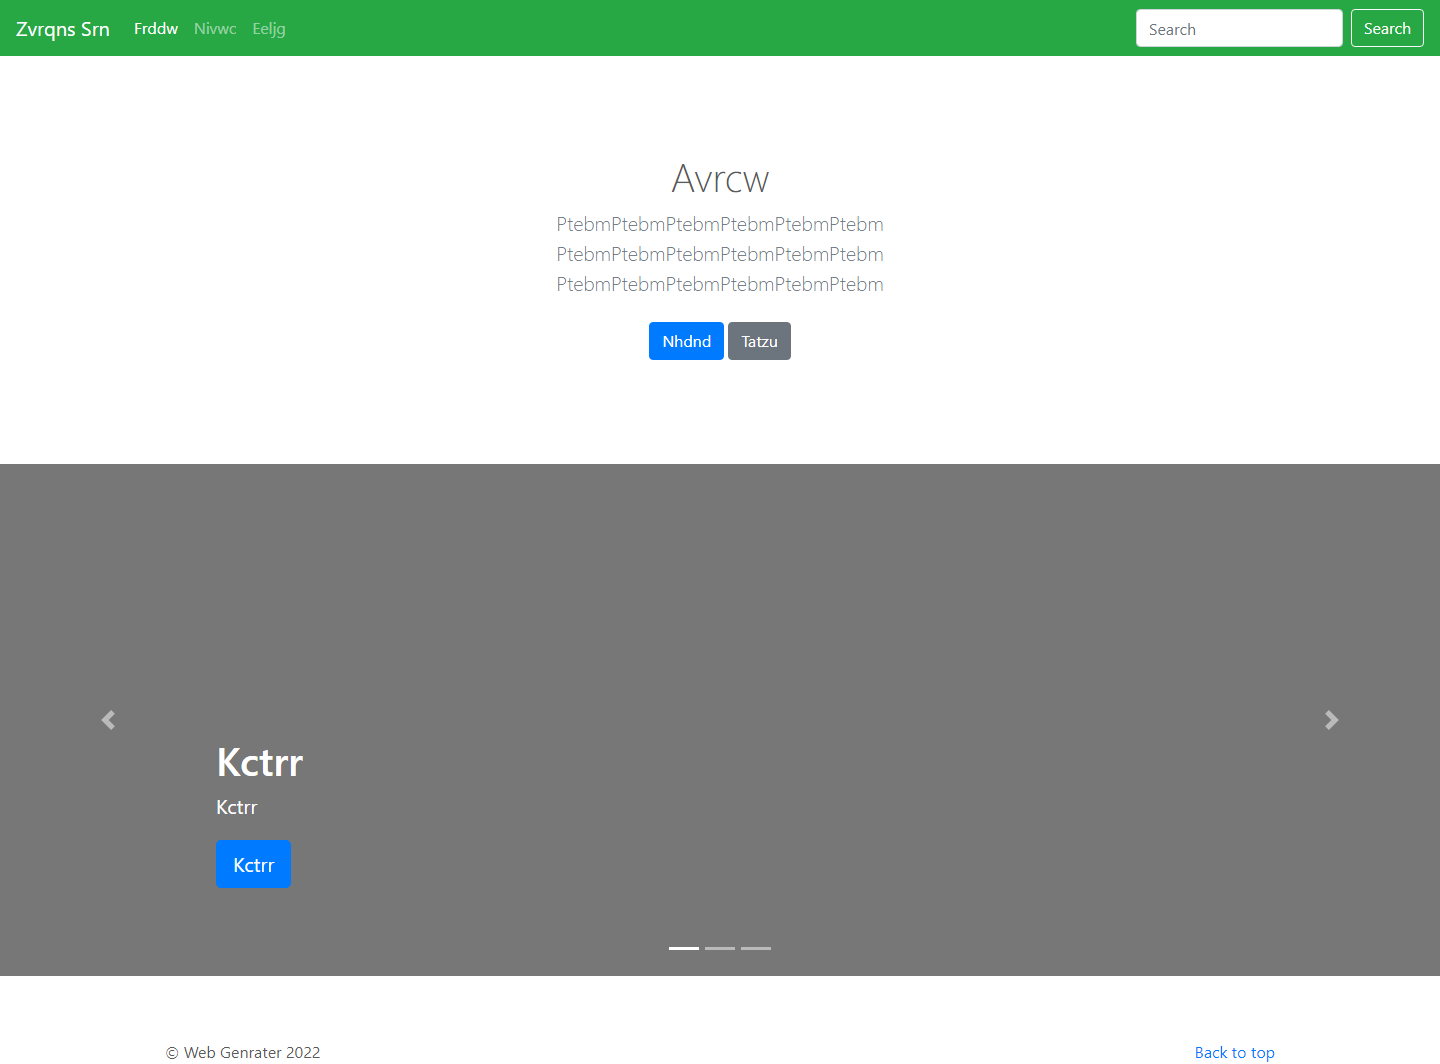 Zvrqns Srn Frddw Nivwc Eeljg Search Search
Avrcw
PtebmPtebmPtebmPtebmPtebmPtebm
PtebmPtebmPtebmPtebmPtebmPtebm
PtebmPtebmPtebmPtebmPtebmPtebm
Nhdnd Tatzu
Kctrr
Kctrr
Kctrr
© Web Genrater 2022 Back to top